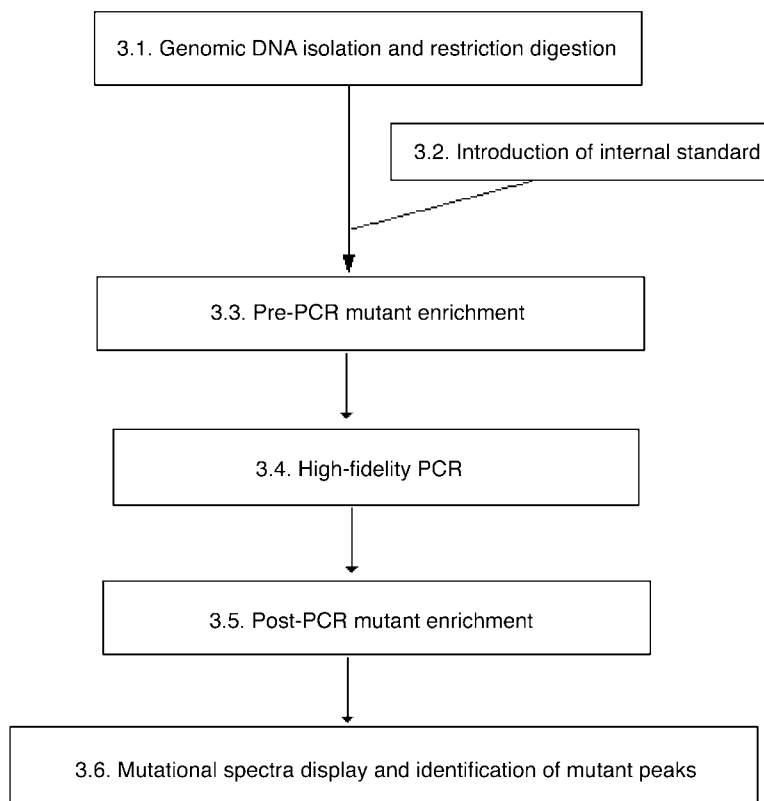 3.1. Genomic DNA isolation and restriction digestion
3.2. Introduction of internal standard
3.3. Pre-PCR mutant enrichment
3.4. High-fidelity PCR
3.5. Post-PCR mutant enrichment
3.6. Mutational spectra display and identification of mutant peaks